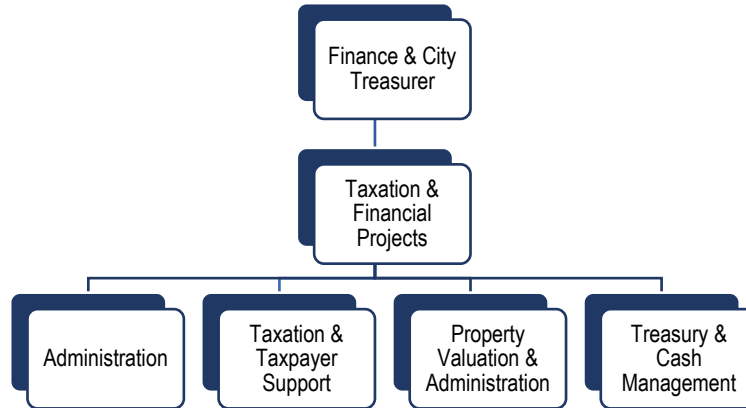 Finance & City
Treasurer
Taxation &
Financial
Projects
Administration
Taxation &
Taxpayer
Support
Property
Valuation &
Administration
Treasury &
Cash
Management